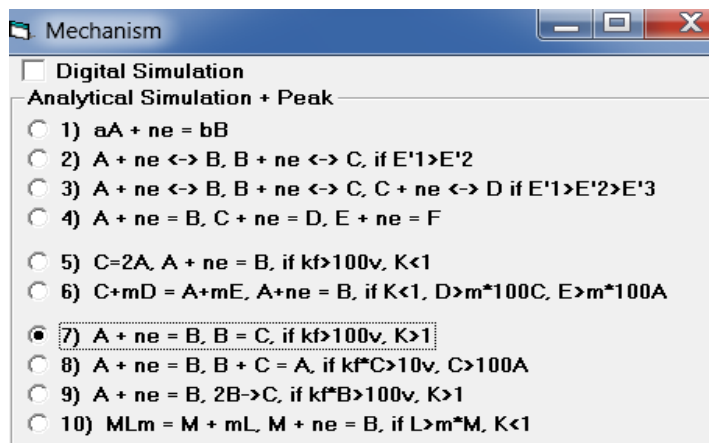 Mechanism
Digital Simulation
Analytical Simulation + Peak
1) aA + ne = bB
2) A + ne <-> B, B + ne <-> C, if E'1>E'2
3) A + ne <-> B, B + ne <-> C, C + ne <-> D if E'1>E'2>E'3
4) A + ne = B, C + ne = D, E + ne = F
5) C=2A, A + ne = B, if kf>100v, K<1
6) C+mD = A+mE, A+ne = B, if K<1, D>m*100C, E>m*100A
7) A + ne = B, B = C, if kf>100v, K>1
8) A + ne = B, B + C = A, if kf*C>10v, C>100A
9) A + ne = B, 2B->C, if kf*B>100v, K>1
10) MLm = M + mL, M + ne = B, if L>m*M, K<1